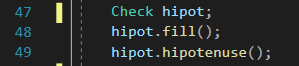 47 Check hipot;
48 hipot.fill();
49 hipot.hipotenuse();